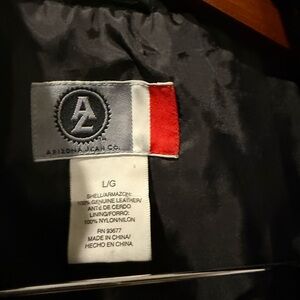 AZ
ARIZONA JEAN CO.
L/G
SHELL/ARMAZON:
100% GENUINE LEATHER/
ANTE DE CERDO
LINING/FORRO:
100% NYLON/NILON
RN 93677
MADE IN CHINA/
HECHO EN CHINA